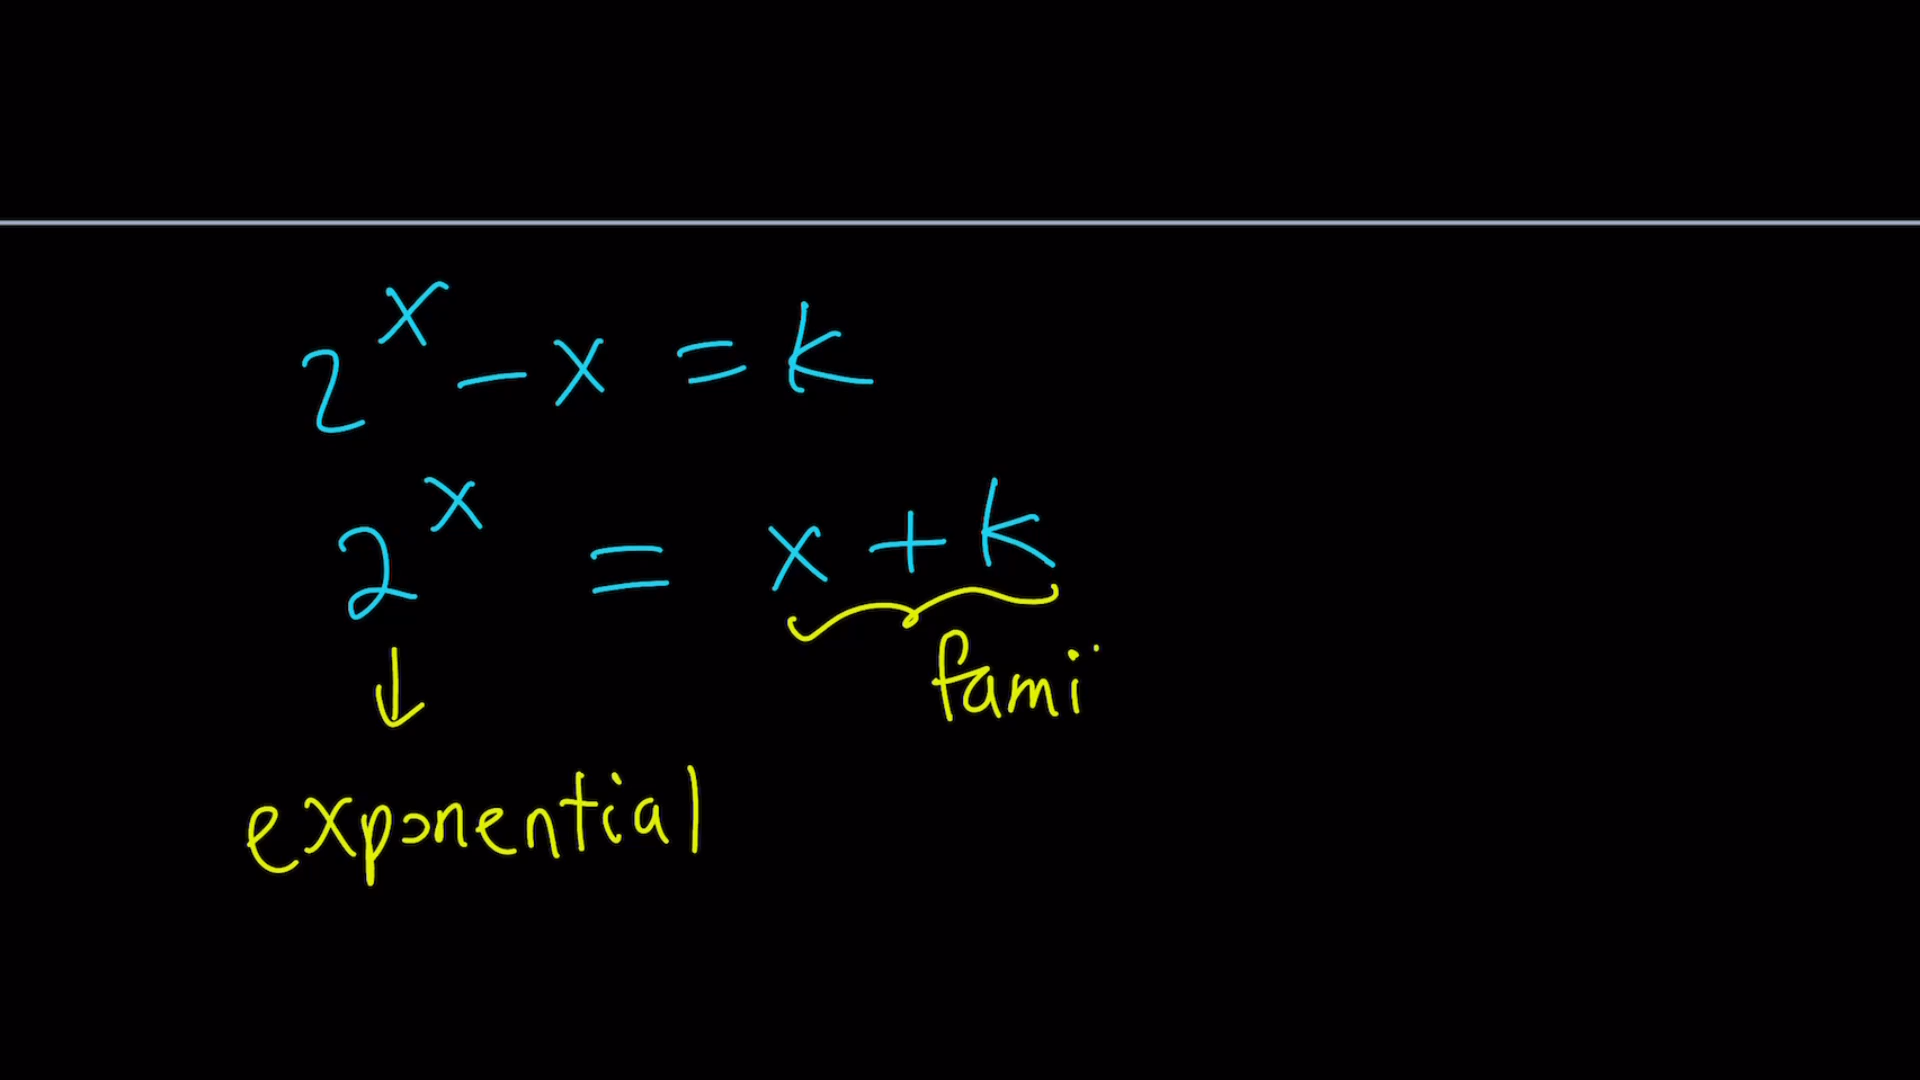 2^x - x = k
2^x = x + k
fami
exponential